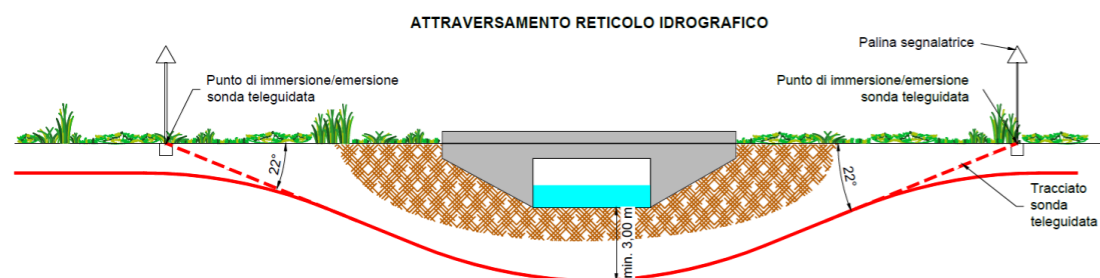 ATTRAVERSAMENTO RETICOLO IDROGRAFICO
Palina segnalatrice
Punto di immersione/emersione
sonda teleguidata
Punto di immersione/emersione
sonda teleguidata
22°
22°
Tracciato
sonda
teleguidata
min. 3,00 m